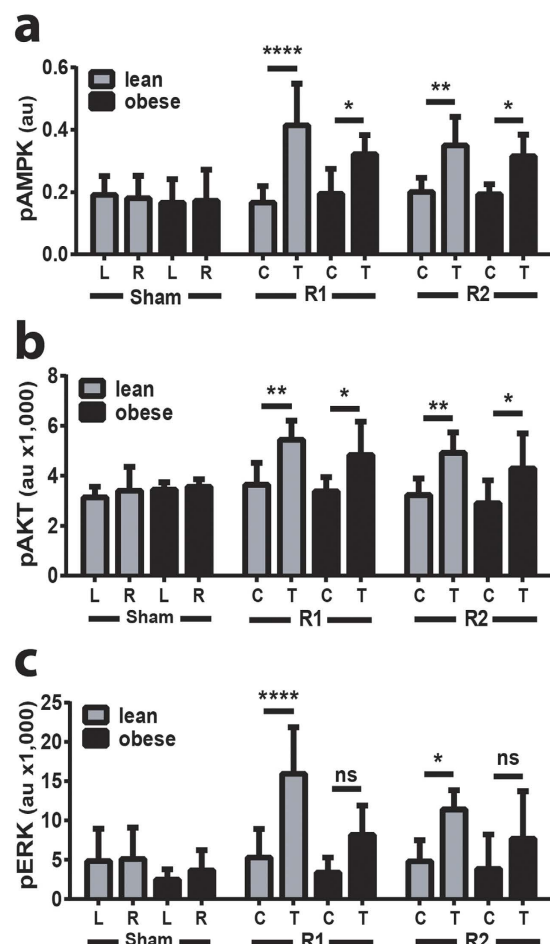 a
pAMPK (au)
0.6
0.4
0.2
0.0
lean
obese
**** * ** *
L R L R C T C T C T C T
Sham R1 R2
b
pAKT (au x1,000)
8
6
4
2
0
lean
obese
** * ** *
L R L R C T C T C T C T
Sham R1 R2
c
pERK (au x1,000)
25
20
15
10
5
0
lean
obese
**** ns * ns
L R L R C T C T C T C T
Sham R1 R2